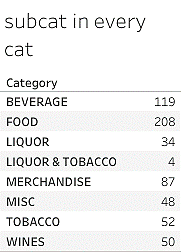 subcat in every
cat
Category
BEVERAGE 119
FOOD 208
LIQUOR 34
LIQUOR & TOBACCO 4
MERCHANDISE 87
MISC 48
TOBACCO 52
WINES 50